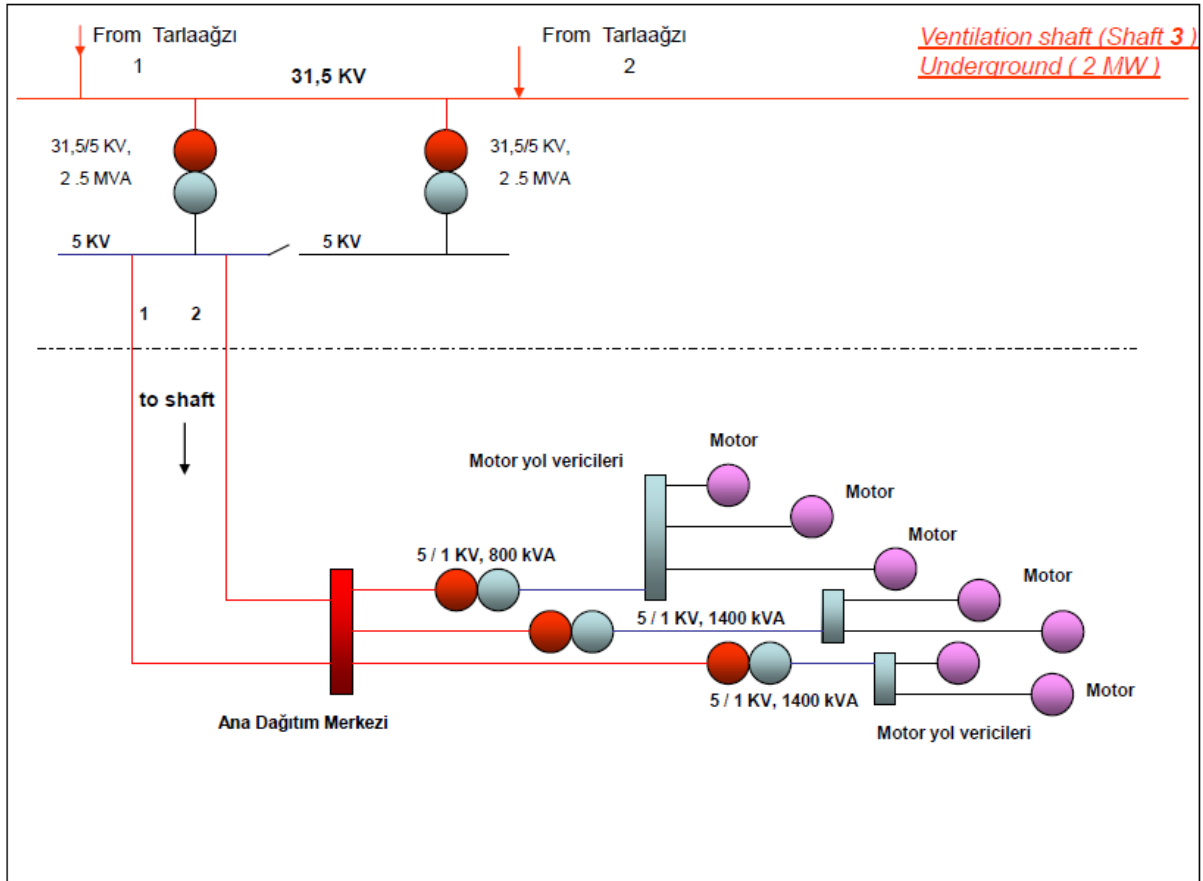 From Tarlaağzı
1
From Tarlaağzı
2
Ventilation shaft (Shaft 3 )
Underground ( 2 MW )
31,5 KV
31,5/5 KV,
2 .5 MVA
31,5/5 KV,
2 .5 MVA
5 KV
5 KV
1
2
to shaft
Motor yol vericileri
Motor
Motor
Motor
Motor
5 / 1 KV, 800 kVA
5 / 1 KV, 1400 kVA
5 / 1 KV, 1400 kVA
Motor
Ana Dağıtım Merkezi
Motor yol vericileri